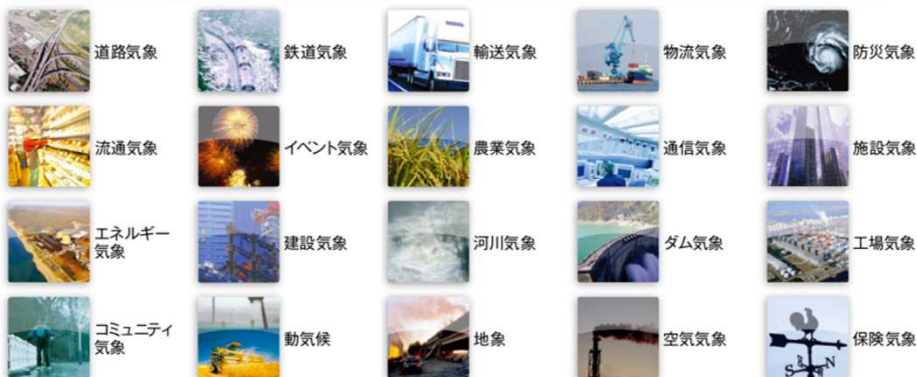 道路気象
鉄道気象
輸送気象
物流気象
防災気象
流通気象
イベント気象
農業気象
通信気象
施設気象
エネルギー
気象
建設気象
河川気象
ダム気象
工場気象
コミュニティ
気象
動気候
地象
空気気象
保険気象
S N